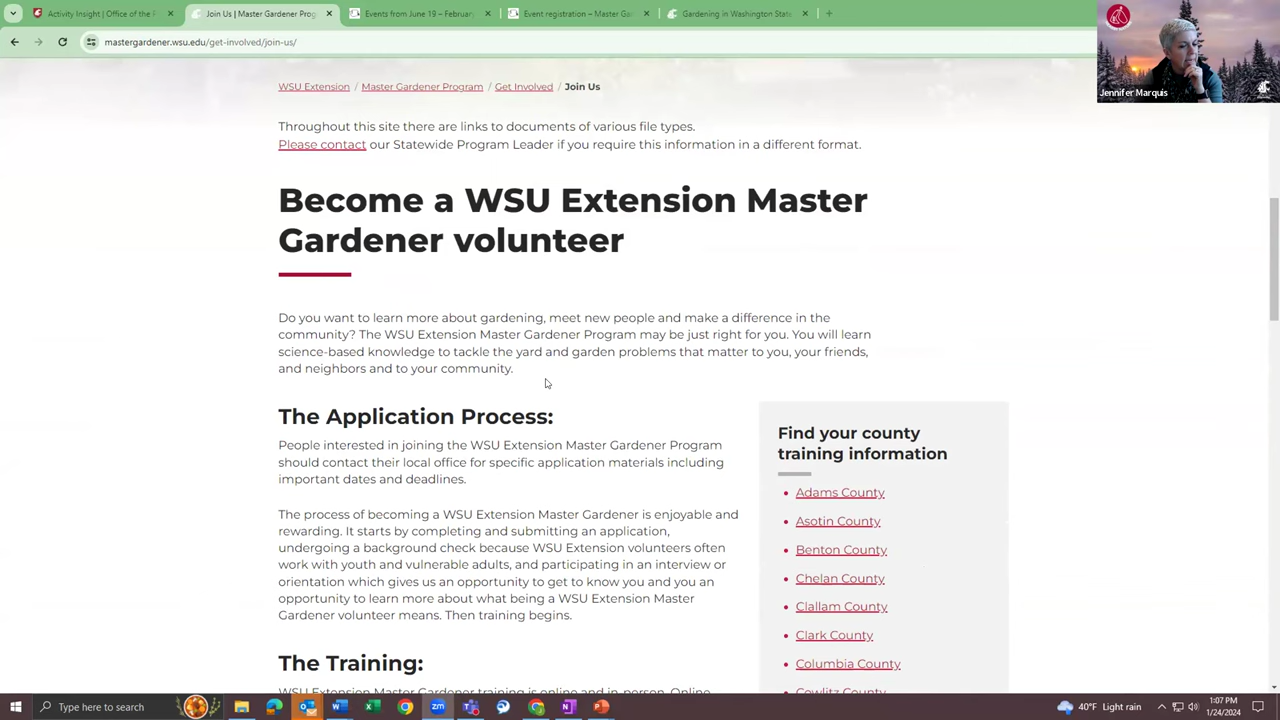 Activity Insight | Office of the P
Join Us | Master Gardener Prog
Events from June 19 – February
Event registration – Master Ga
Gardening in Washington State
mastergardener.wsu.edu/get-involved/join-us/
Jennifer Marquis
WSU Extension / Master Gardener Program / Get Involved / Join Us
Throughout this site there are links to documents of various file types.
Please contact our Statewide Program Leader if you require this information in a different format.
Become a WSU Extension Master
Gardener volunteer
Do you want to learn more about gardening, meet new people and make a difference in the
community? The WSU Extension Master Gardener Program may be just right for you. You will learn
science-based knowledge to tackle the yard and garden problems that matter to you, your friends,
and neighbors and to your community.
The Application Process:
People interested in joining the WSU Extension Master Gardener Program
should contact their local office for specific application materials including
important dates and deadlines.
The process of becoming a WSU Extension Master Gardener is enjoyable and
rewarding. It starts by completing and submitting an application,
undergoing a background check because WSU Extension volunteers often
work with youth and vulnerable adults, and participating in an interview or
orientation which gives us an opportunity to get to know you and you an
opportunity to learn more about what being a WSU Extension Master
Gardener volunteer means. Then training begins.
The Training:
WSU Extension Master Gardener training is online and in-person. Online
Find your county
training information
Adams County
Asotin County
Benton County
Chelan County
Clallam County
Clark County
Columbia County
Cowlitz County
Type here to search
40°F Light rain
1:07 PM
1/24/2024